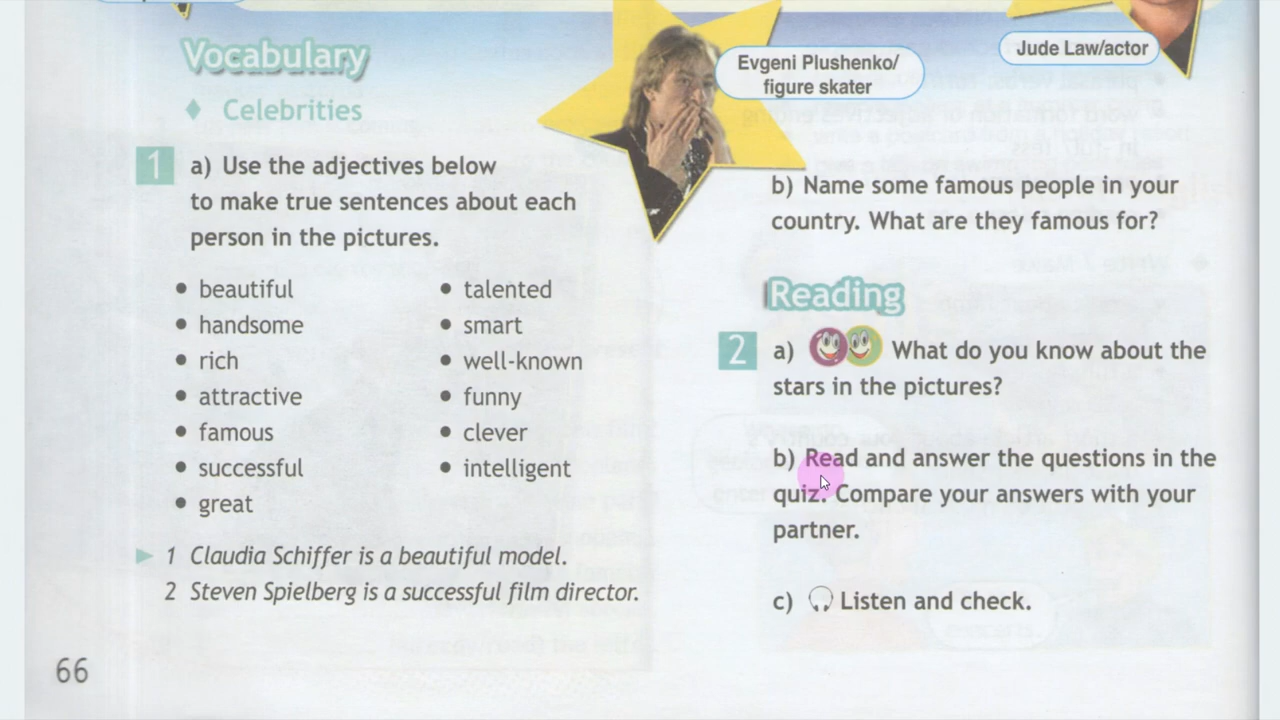 Vocabulary
♦ Celebrities
1 a) Use the adjectives below
to make true sentences about each
person in the pictures.
• beautiful
• handsome
• rich
• attractive
• famous
• successful
• great
• talented
• smart
• well-known
• funny
• clever
• intelligent
► 1 Claudia Schiffer is a beautiful model.
2 Steven Spielberg is a successful film director.
66
Evgeni Plushenko/
figure skater
Jude Law/actor
b) Name some famous people in your
country. What are they famous for?
Reading
2 a) What do you know about the
stars in the pictures?
b) Read and answer the questions in the
quiz. Compare your answers with your
partner.
c) Listen and check.